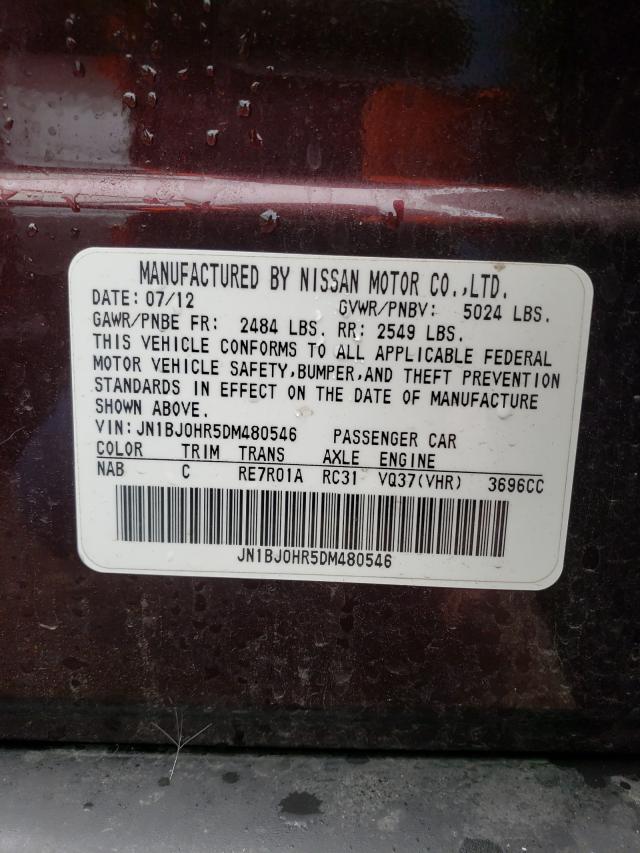 MANUFACTURED BY NISSAN MOTOR CO.,LTD.
DATE: 07/12 GVWR/PNBV: 5024 LBS.
GAWR/PNBE FR: 2484 LBS. RR: 2549 LBS.
THIS VEHICLE CONFORMS TO ALL APPLICABLE FEDERAL
MOTOR VEHICLE SAFETY,BUMPER,AND THEFT PREVENTION
STANDARDS IN EFFECT ON THE DATE OF MANUFACTURE
SHOWN ABOVE.
VIN:JN1BJ0HR5DM480546 PASSENGER CAR
COLOR TRIM TRANS AXLE ENGINE
NAB C RE7R01A RC31 VQ37(VHR) 3696CC
JN1BJ0HR5DM480546